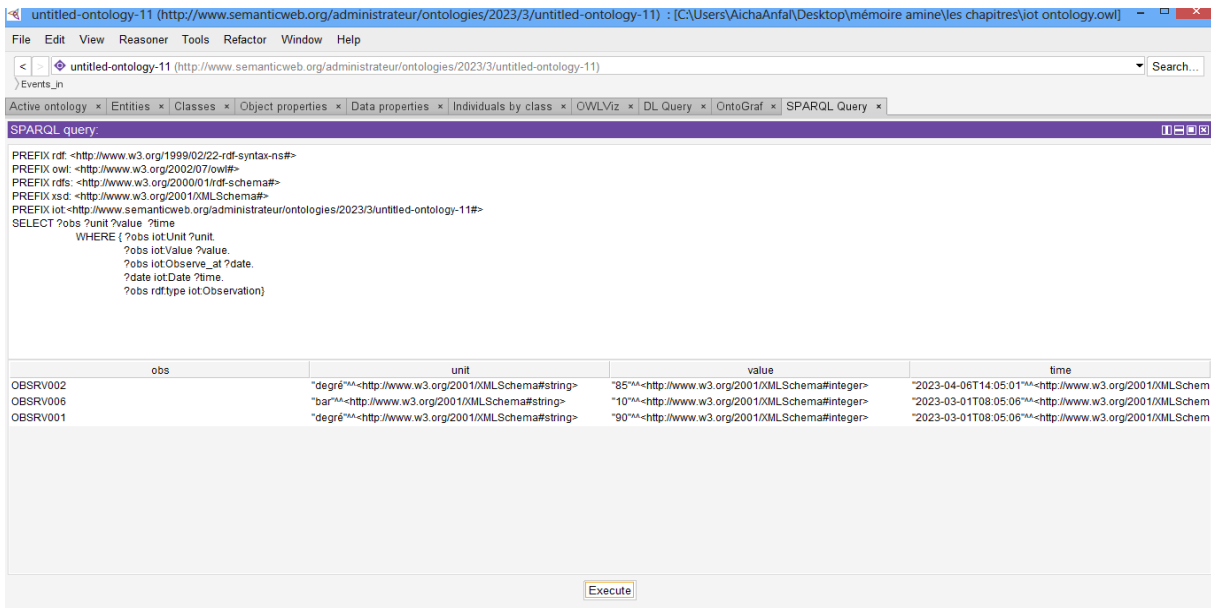 untitled-ontology-11 (http://www.semanticweb.org/administrateur/ontologies/2023/3/untitled-ontology-11) : [C:\Users\AichaAnfal\Desktop\mémoire amine\les chapitres\iot ontology.owl]
File Edit View Reasoner Tools Refactor Window Help
< > untitled-ontology-11 (http://www.semanticweb.org/administrateur/ontologies/2023/3/untitled-ontology-11) Search...
Events_in
Active ontology × Entities × Classes × Object properties × Data properties × Individuals by class × OWLViz × DL Query × OntoGraf × SPARQL Query ×
SPARQL query:
PREFIX rdf: <http://www.w3.org/1999/02/22-rdf-syntax-ns#>
PREFIX owl: <http://www.w3.org/2002/07/owl#>
PREFIX rdfs: <http://www.w3.org/2000/01/rdf-schema#>
PREFIX xsd: <http://www.w3.org/2001/XMLSchema#>
PREFIX iot:<http://www.semanticweb.org/administrateur/ontologies/2023/3/untitled-ontology-11#>
SELECT ?obs ?unit ?value ?time
WHERE { ?obs iot:Unit ?unit.
?obs iot:Value ?value.
?obs iot:Observe_at ?date.
?date iot:Date ?time.
?obs rdf:type iot:Observation}
obs unit value time
OBSRV002 "degré"^^<http://www.w3.org/2001/XMLSchema#string> "85"^^<http://www.w3.org/2001/XMLSchema#integer> "2023-04-06T14:05:01"^^<http://www.w3.org/2001/XMLSchem
OBSRV006 "bar"^^<http://www.w3.org/2001/XMLSchema#string> "10"^^<http://www.w3.org/2001/XMLSchema#integer> "2023-03-01T08:05:06"^^<http://www.w3.org/2001/XMLSchem
OBSRV001 "degré"^^<http://www.w3.org/2001/XMLSchema#string> "90"^^<http://www.w3.org/2001/XMLSchema#integer> "2023-03-01T08:05:06"^^<http://www.w3.org/2001/XMLSchem
Execute